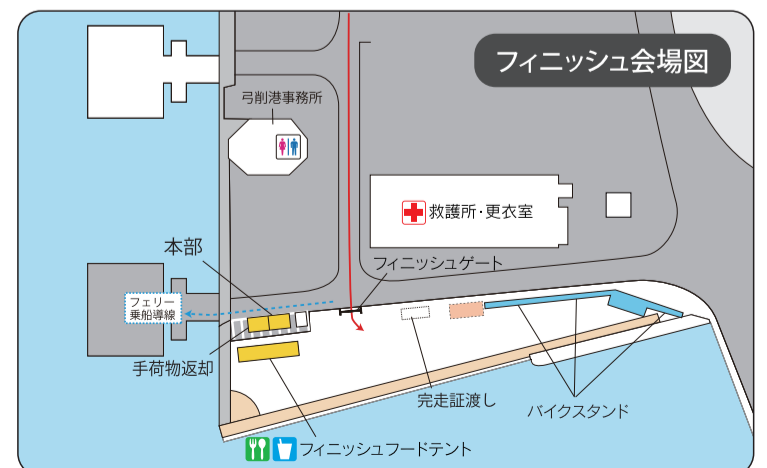 フィニッシュ会場図
弓削港事務所
救護所・更衣室
本部
フィニッシュゲート
フェリー
乗船導線
手荷物返却
完走証渡し
バイクスタンド
フィニッシュフードテント